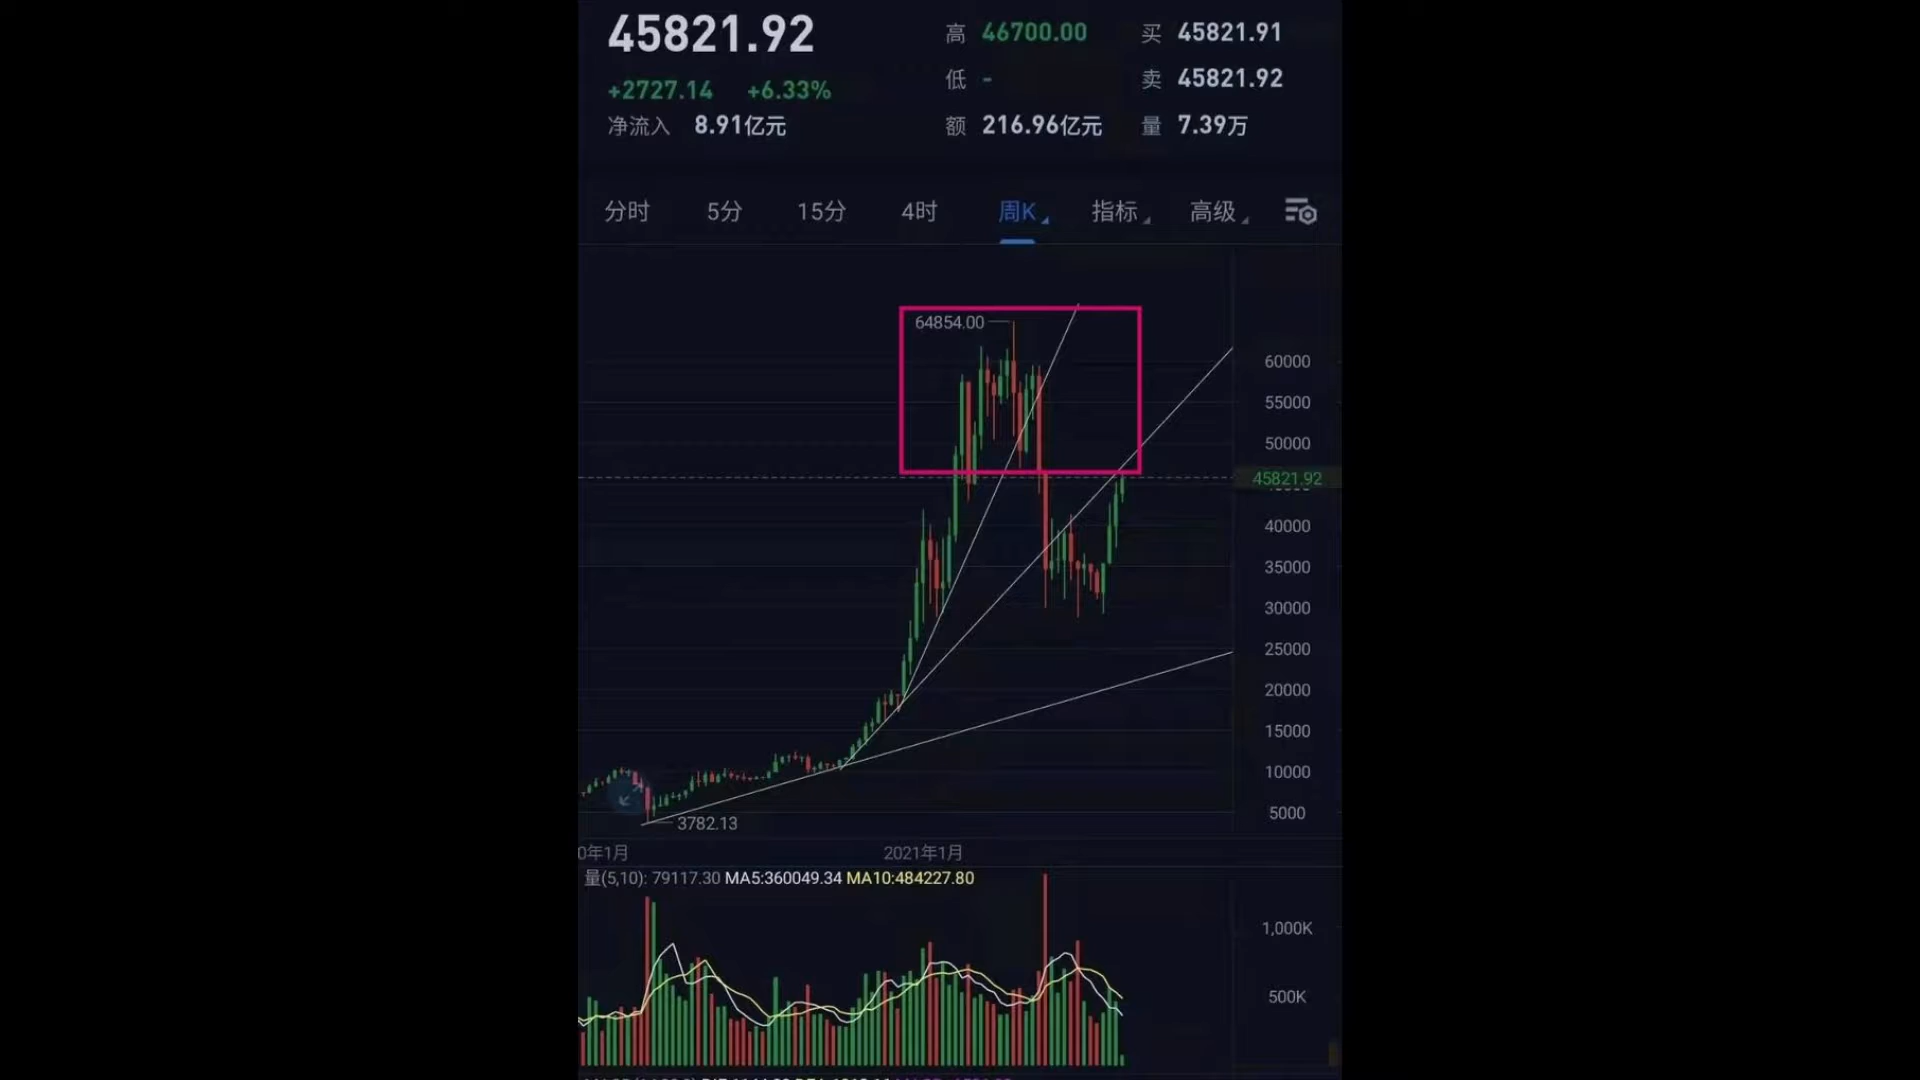 45821.92
高 46700.00 买 45821.91
+2727.14 +6.33% 低 - 卖 45821.92
净流入 8.91亿元 额 216.96亿元 量 7.39万
分时 5分 15分 4时 周K 指标 高级
64854.00
60000
55000
50000
45821.92
40000
35000
30000
25000
20000
15000
10000
5000
3782.13
0年1月 2021年1月
量(5,10): 79117.30 MA5:360049.34 MA10:484227.80
1,000K
500K